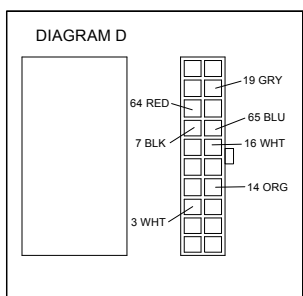 DIAGRAM D
19 GRY
64 RED
65 BLU
7 BLK
16 WHT
14 ORG
3 WHT